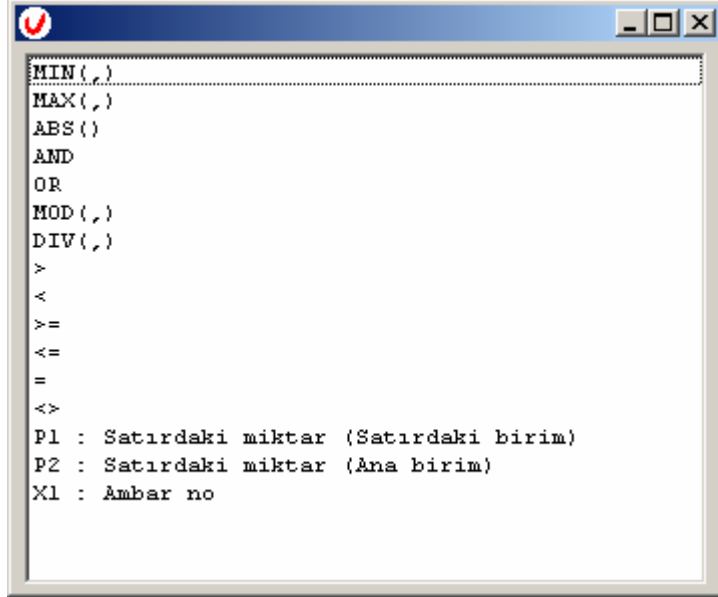 MIN(,)
MAX(,)
ABS()
AND
OR
MOD(,)
DIV(,)
>
<
>=
<=
=
<>
P1 : Satırdaki miktar (Satırdaki birim)
P2 : Satırdaki miktar (Ana birim)
X1 : Ambar no